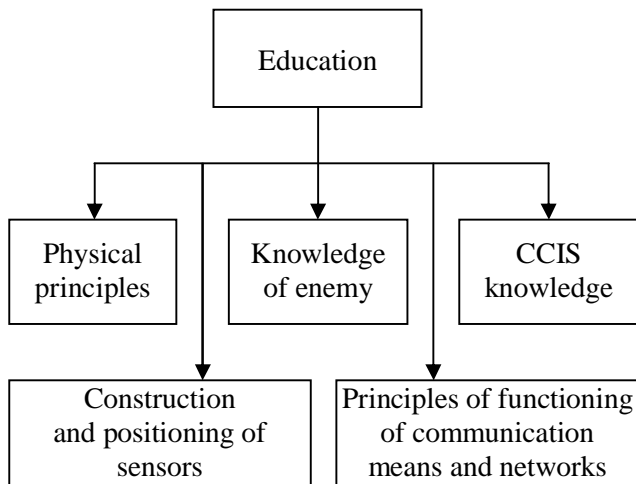 Education
Physical
principles
Knowledge
of enemy
CCIS
knowledge
Construction
and positioning of
sensors
Principles of functioning
of communication
means and networks